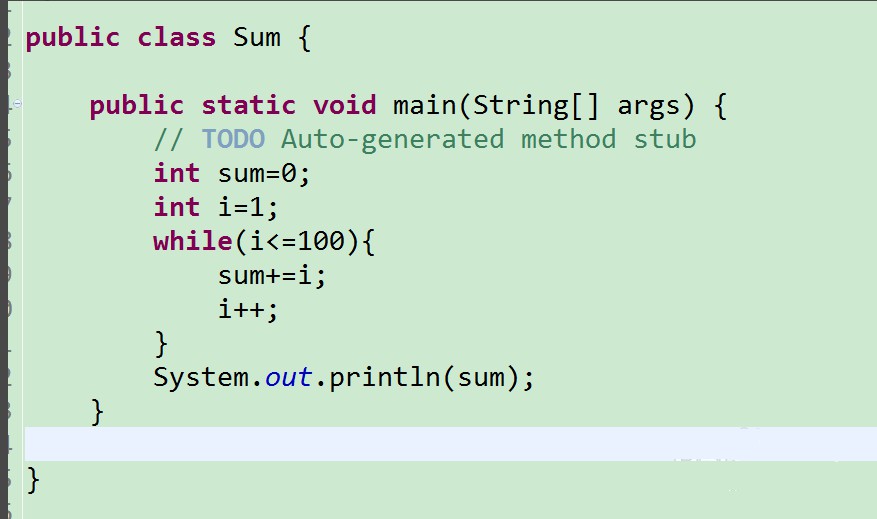 public class Sum {
public static void main(String[] args) {
// TODO Auto-generated method stub
int sum=0;
int i=1;
while(i<=100){
sum+=i;
i++;
}
System.out.println(sum);
}
}